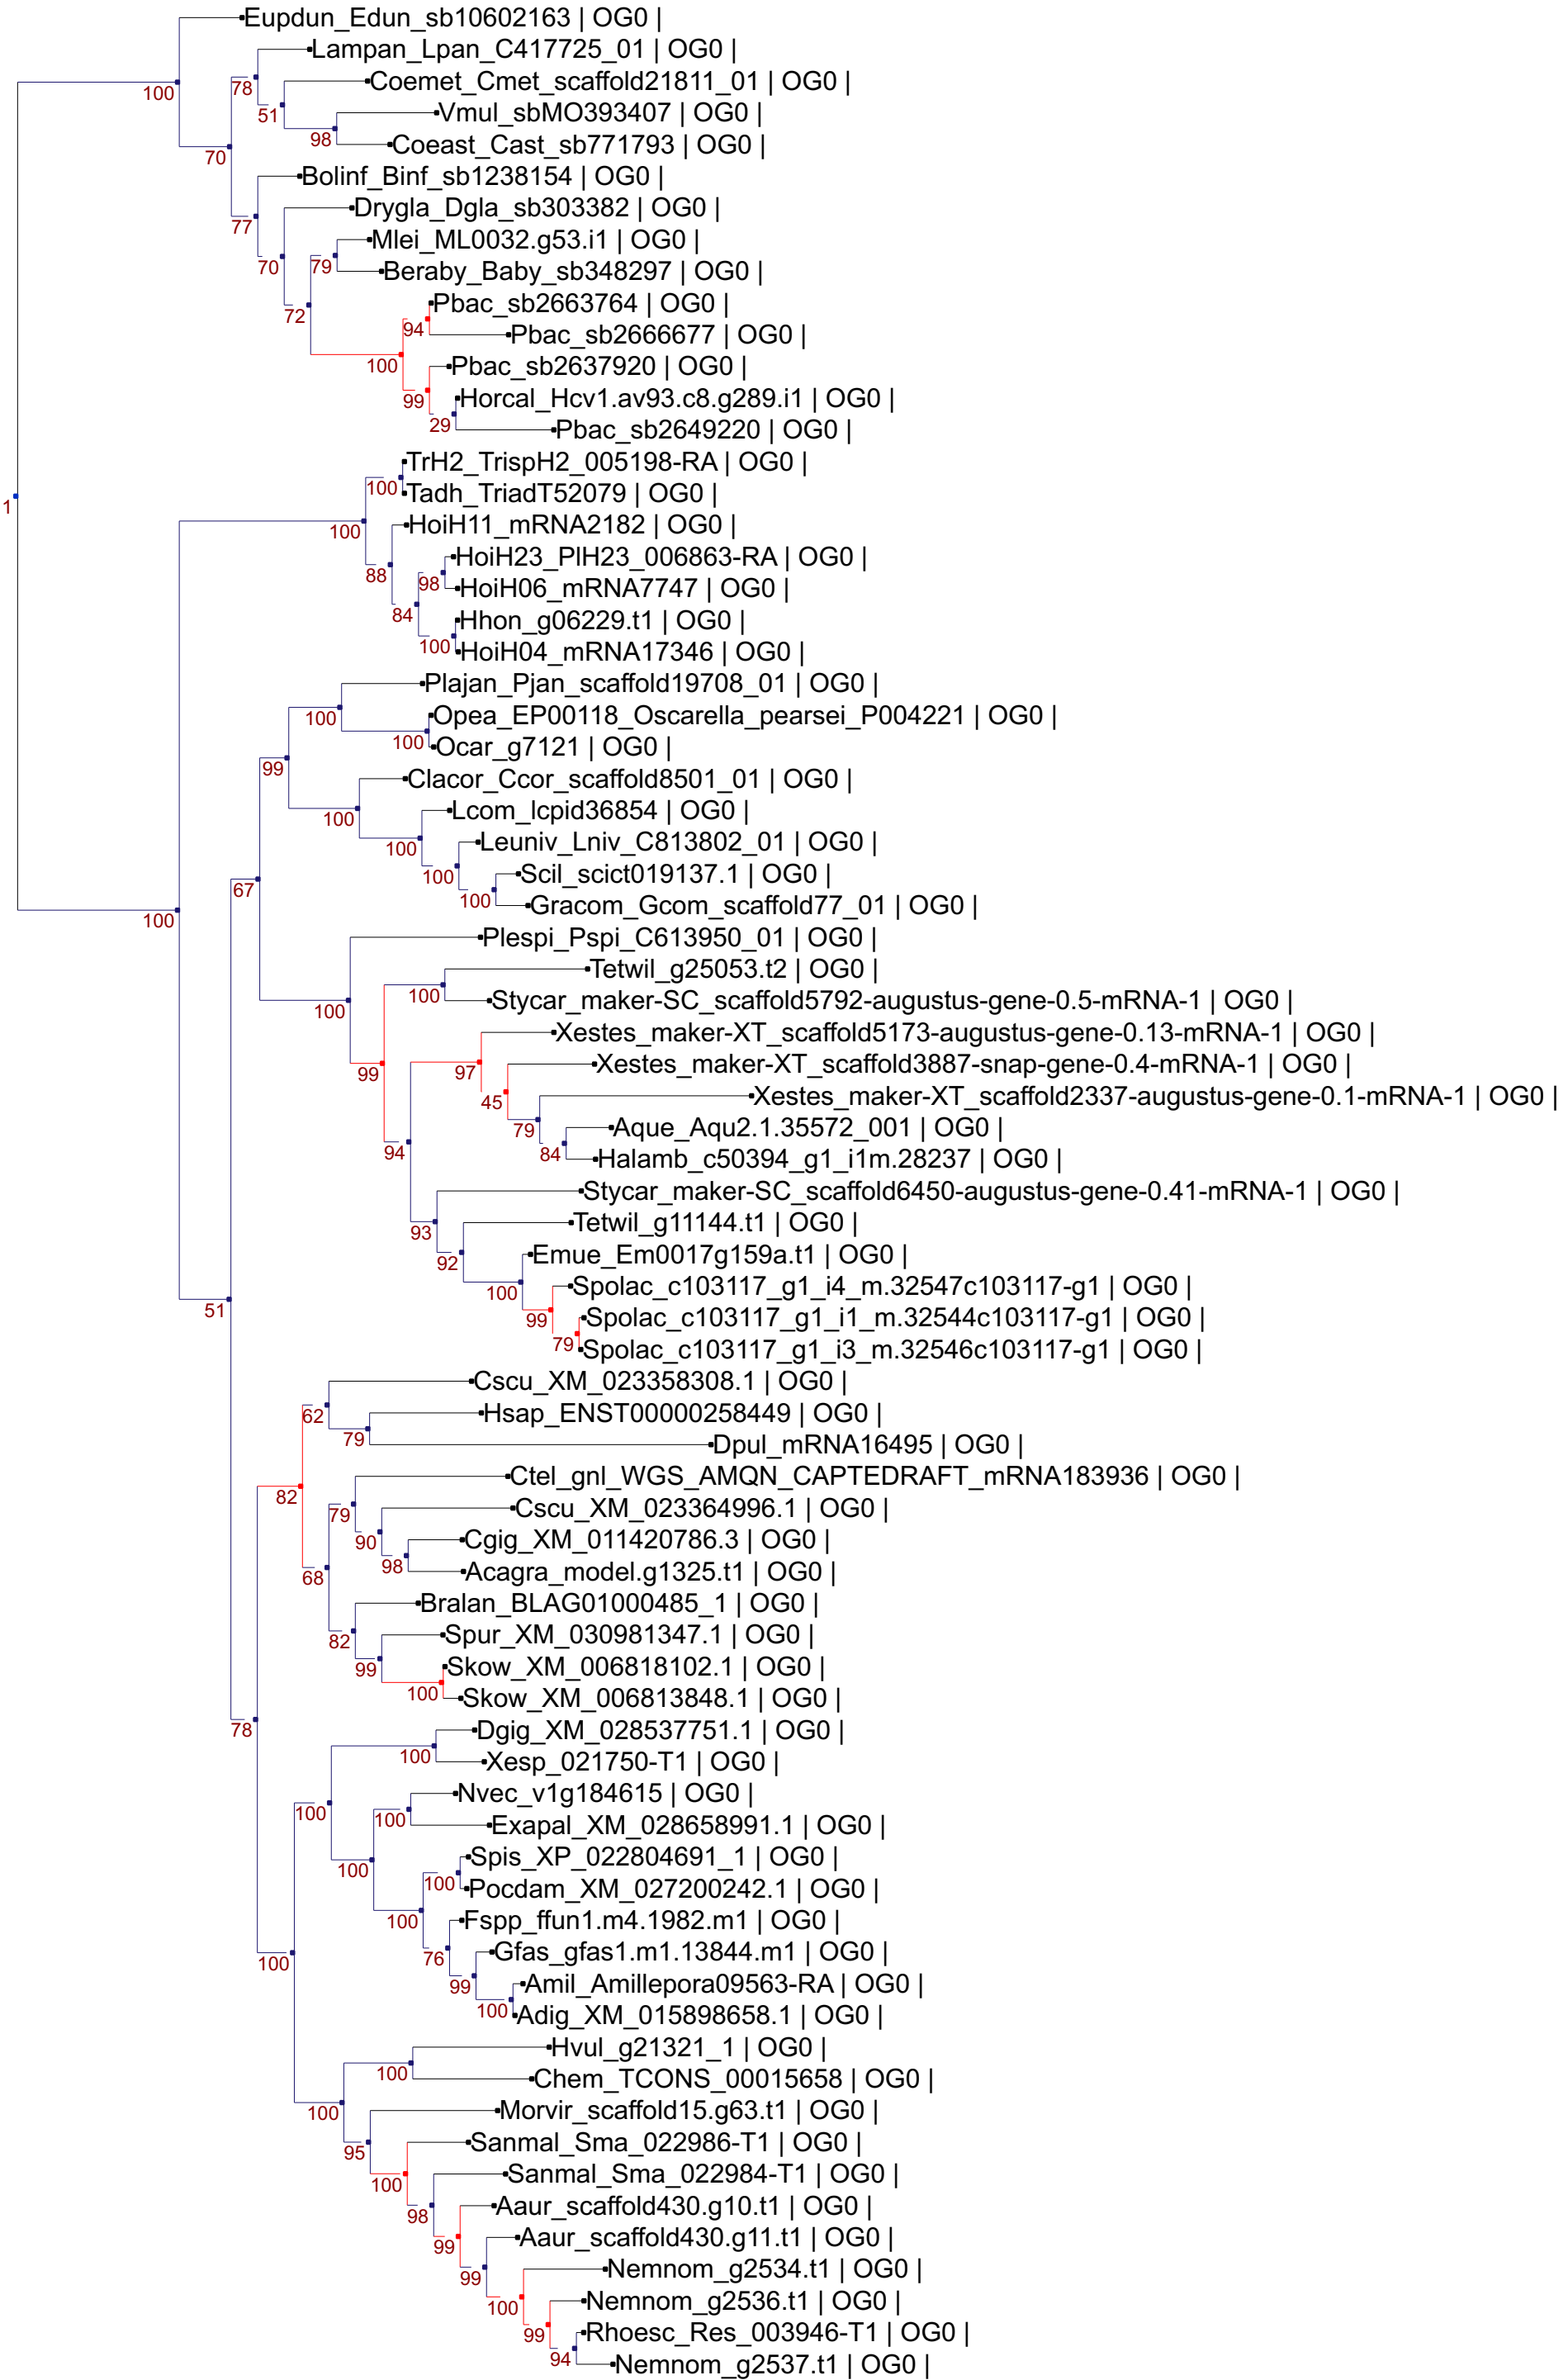 Eupdun_Edun_sb10602163 | OG0 |
Lampan_Lpan_C417725_01 | OG0 |
100
78
Coemet_Cmet_scaffold21811_01 | OG0 |
51
Vmul_sbMO393407 | OG0 |
98
Coeast_Cast_sb771793 | OG0 |
70
Bolinf_Binf_sb1238154 | OG0 |
Drygla_Dgla_sb303382 | OG0 |
77
Mlei_ML0032.g53.i1 | OG0 |
70
79
Beraby_Baby_sb348297 | OG0 |
Pbac_sb2663764 | OG0 |
72
94
Pbac_sb2666677 | OG0 |
100
Pbac_sb2637920 | OG0 |
99
Horcal_Hcv1.av93.c8.g289.i1 | OG0 |
29
Pbac_sb2649220 | OG0 |
TrH2_TrispH2_005198-RA | OG0 |
100
Tadh_TriadT52079 | OG0 |
1
HoiH11_mRNA2182 | OG0 |
100
HoiH23_PlH23_006863-RA | OG0 |
88
98
HoiH06_mRNA7747 | OG0 |
84
Hhon_g06229.t1 | OG0 |
100
HoiH04_mRNA17346 | OG0 |
Plajan_Pjan_scaffold19708_01 | OG0 |
100
Opea_EP00118_Oscarella_pearsei_P004221 | OG0 |
100
Ocar_g7121 | OG0 |
99
Clacor_Ccor_scaffold8501_01 | OG0 |
Lcom_lcpid36854 | OG0 |
100
Leuniv_Lniv_C813802_01 | OG0 |
100
Scil_scict019137.1 | OG0 |
100
67
100
Gracom_Gcom_scaffold77_01 | OG0 |
100
Plespi_Pspi_C613950_01 | OG0 |
Tetwil_g25053.t2 | OG0 |
100
Stycar_maker-SC_scaffold5792-augustus-gene-0.5-mRNA-1 | OG0 |
100
Xestes_maker-XT_scaffold5173-augustus-gene-0.13-mRNA-1 | OG0 |
Xestes_maker-XT_scaffold3887-snap-gene-0.4-mRNA-1 | OG0 |
99
97
Xestes_maker-XT_scaffold2337-augustus-gene-0.1-mRNA-1 | OG0 |
45
Aque_Aqu2.1.35572_001 | OG0 |
79
94
84
Halamb_c50394_g1_i1m.28237 | OG0 |
Stycar_maker-SC_scaffold6450-augustus-gene-0.41-mRNA-1 | OG0 |
Tetwil_g11144.t1 | OG0 |
93
Emue_Em0017g159a.t1 | OG0 |
92
Spolac_c103117_g1_i4_m.32547c103117-g1 | OG0 |
100
51
Spolac_c103117_g1_i1_m.32544c103117-g1 | OG0 |
99
79
Spolac_c103117_g1_i3_m.32546c103117-g1 | OG0 |
Cscu_XM_023358308.1 | OG0 |
62
Hsap_ENST00000258449 | OG0 |
79
Dpul_mRNA16495 | OG0 |
Ctel_gnl_WGS_AMQN_CAPTEDRAFT_mRNA183936 | OG0 |
82
Cscu_XM_023364996.1 | OG0 |
79
Cgig_XM_011420786.3 | OG0 |
90
98
Acagra_model.g1325.t1 | OG0 |
68
Bralan_BLAG01000485_1 | OG0 |
Spur_XM_030981347.1 | OG0 |
82
Skow_XM_006818102.1 | OG0 |
99
100
Skow_XM_006813848.1 | OG0 |
78
Dgig_XM_028537751.1 | OG0 |
100
Xesp_021750-T1 | OG0 |
Nvec_v1g184615 | OG0 |
100
100
Exapal_XM_028658991.1 | OG0 |
Spis_XP_022804691_1 | OG0 |
100
100
Pocdam_XM_027200242.1 | OG0 |
100
Fspp_ffun1.m4.1982.m1 | OG0 |
100
76
Gfas_gfas1.m1.13844.m1 | OG0 |
99
Amil_Amillepora09563-RA | OG0 |
100
Adig_XM_015898658.1 | OG0 |
Hvul_g21321_1 | OG0 |
100
Chem_TCONS_00015658 | OG0 |
100
Morvir_scaffold15.g63.t1 | OG0 |
95
Sanmal_Sma_022986-T1 | OG0 |
100
Sanmal_Sma_022984-T1 | OG0 |
98
Aaur_scaffold430.g10.t1 | OG0 |
99
Aaur_scaffold430.g11.t1 | OG0 |
99
Nemnom_g2534.t1 | OG0 |
100
Nemnom_g2536.t1 | OG0 |
99
Rhoesc_Res_003946-T1 | OG0 |
94
Nemnom_g2537.t1 | OG0 |